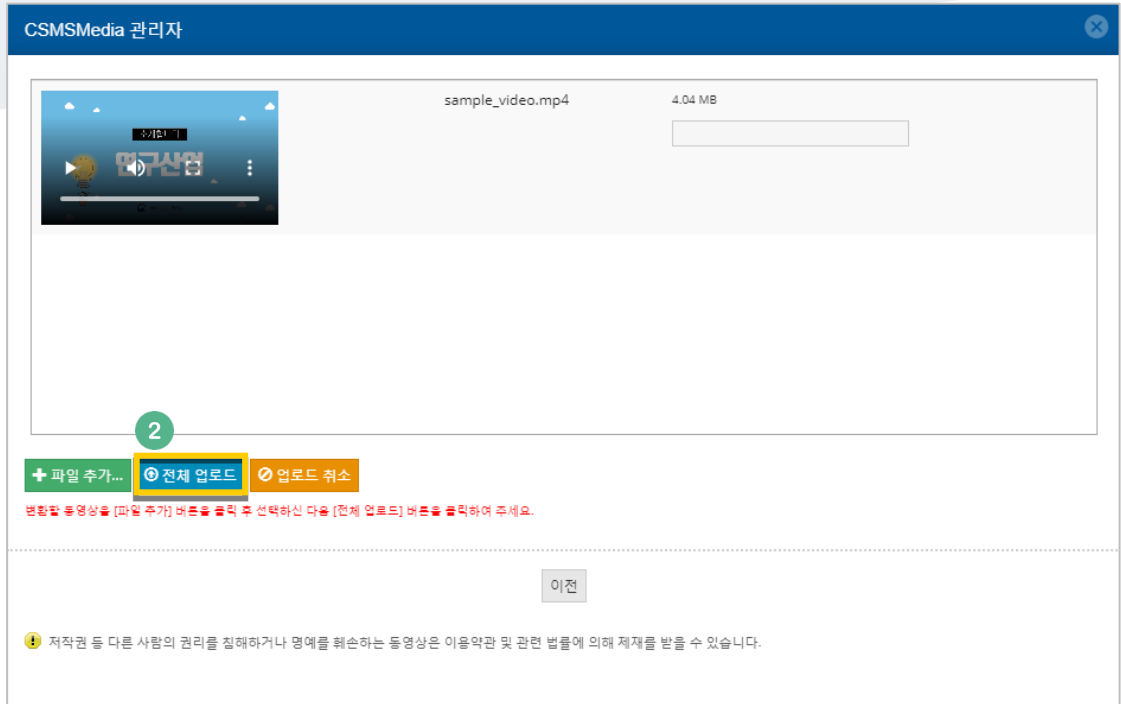 CSMSMedia 관리자
sample_video.mp4
4.04 MB
연구산업
2
파일 추가...
전체 업로드
업로드 취소
변환할 동영상을 [파일 추가] 버튼을 클릭 후 선택하신 다음 [전체 업로드] 버튼을 클릭하여 주세요.
이전
저작권 등 다른 사람의 권리를 침해하거나 명예를 훼손하는 동영상은 이용약관 및 관련 법률에 의해 제재를 받을 수 있습니다.